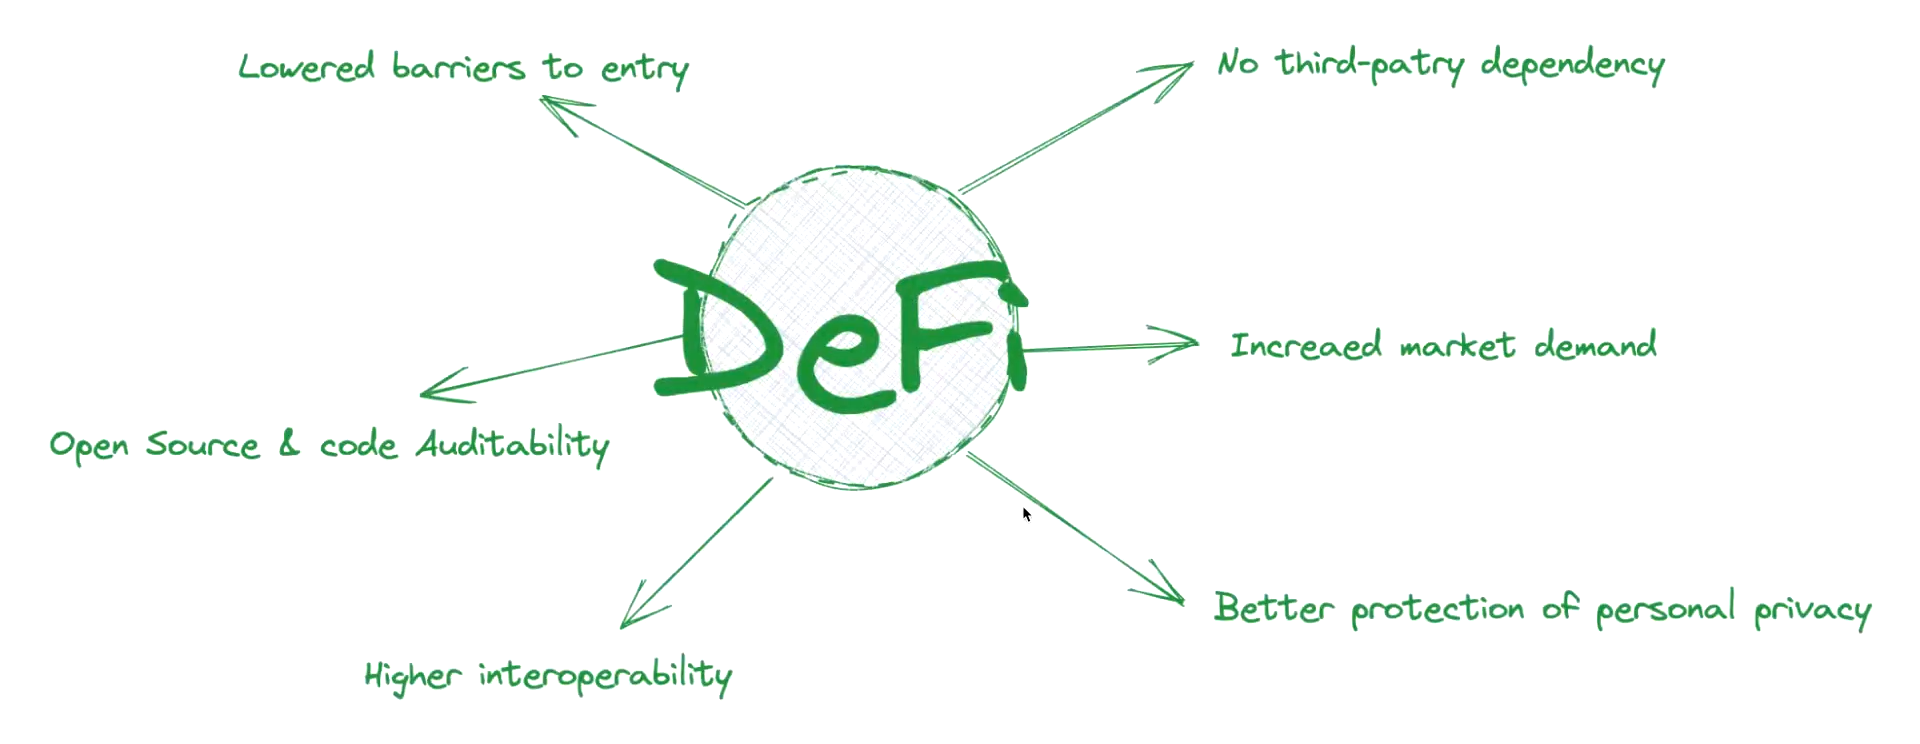 Lowered barriers to entry
No third-patry dependency
DeFi
Increaed market demand
Open Source & code Auditability
Better protection of personal privacy
Higher interoperability